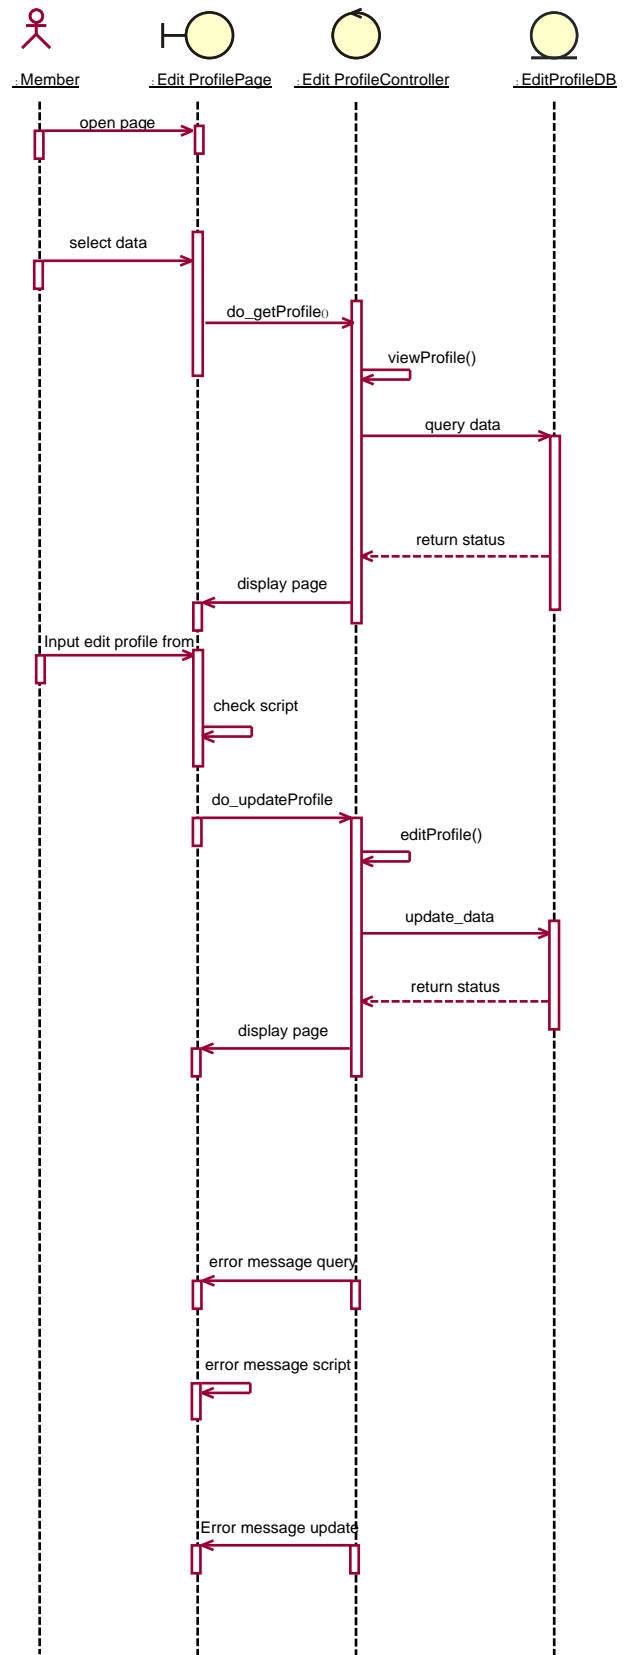 : Member
: Edit ProfilePage
: Edit ProfileController
: EditProfileDB
open page
select data
do_getProfile()
viewProfile()
query data
return status
display page
Input edit profile from
check script
do_updateProfile
editProfile()
update_data
return status
display page
error message query
error message script
Error message update